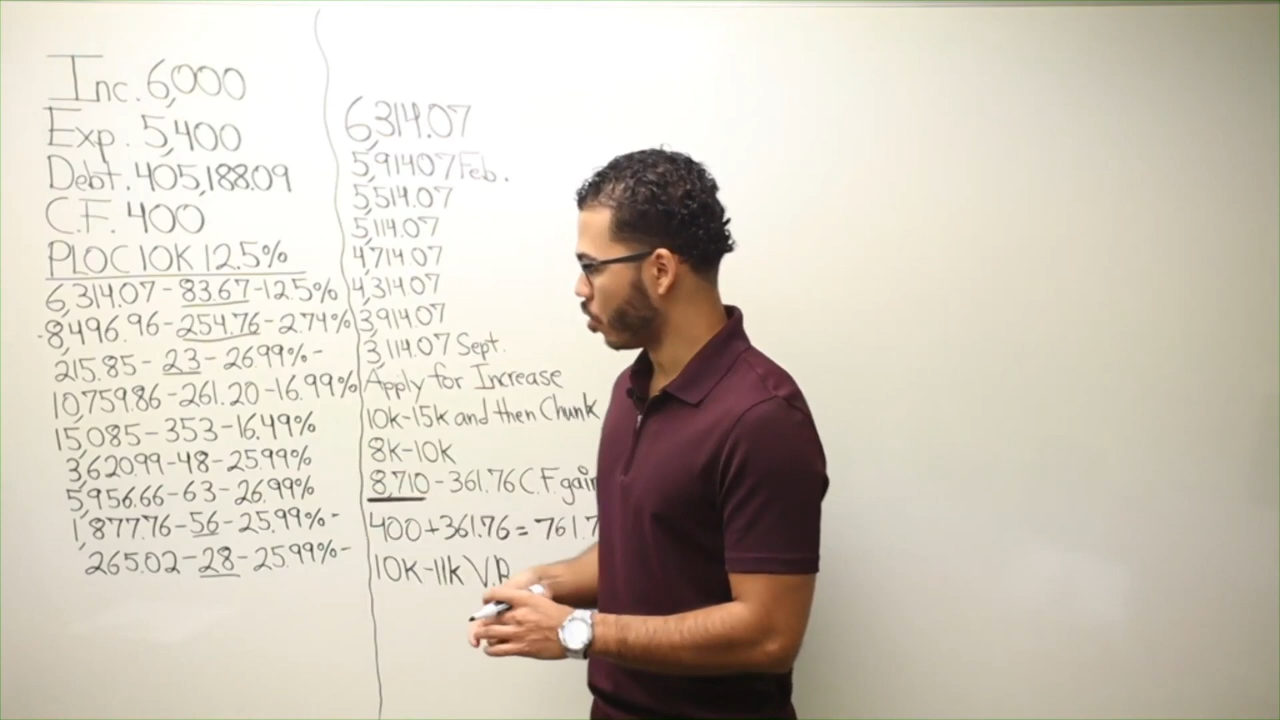 Inc. 6,000
Exp. 5,400
Debt. 405,188.09
C.F. 400
PLOC 10K 12.5%
6,314.07 - 83.67 - 12.5%
8,496.96 - 254.76 - 2.74%
215.85 - 23 - 26.99% -
10,759.86 - 261.20 - 16.99%
15,085 - 353 - 16.49%
3,620.99 - 48 - 25.99%
5,956.66 - 63 - 26.99%
1,877.76 - 56 - 25.99% -
265.02 - 28 - 25.99% -
6,314.07
5,914.07 Feb.
5,514.07
5,114.07
4,714.07
4,314.07
3,914.07
3,114.07 Sept.
Apply for Increase
10k-15k and then Chunk
8k-10k
8,710 - 361.76 C.F gain
400 + 361.76 = 761.7
10K-11k V.P